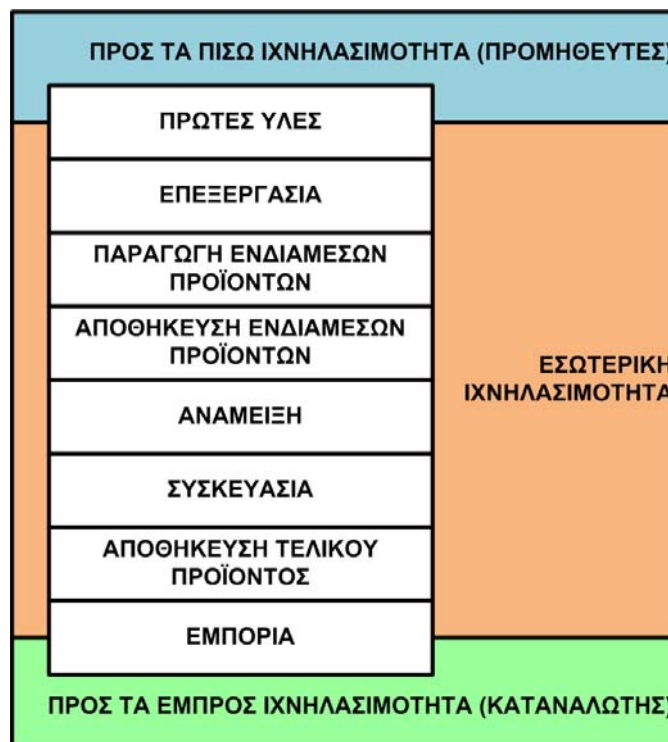 ΠΡΟΣ ΤΑ ΠΙΣΩ ΙΧΝΗΛΑΣΙΜΟΤΗΤΑ (ΠΡΟΜΗΘΕΥΤΕΣ)
ΠΡΩΤΕΣ ΥΛΕΣ
ΕΠΕΞΕΡΓΑΣΙΑ
ΠΑΡΑΓΩΓΗ ΕΝΔΙΑΜΕΣΩΝ
ΠΡΟΪΟΝΤΩΝ
ΑΠΟΘΗΚΕΥΣΗ ΕΝΔΙΑΜΕΣΩΝ
ΠΡΟΪΟΝΤΩΝ
ΑΝΑΜΕΙΞΗ
ΣΥΣΚΕΥΑΣΙΑ
ΑΠΟΘΗΚΕΥΣΗ ΤΕΛΙΚΟΥ
ΠΡΟΪΟΝΤΟΣ
ΕΜΠΟΡΙΑ
ΕΣΩΤΕΡΙΚΗ
ΙΧΝΗΛΑΣΙΜΟΤΗΤΑ
ΠΡΟΣ ΤΑ ΕΜΠΡΟΣ ΙΧΝΗΛΑΣΙΜΟΤΗΤΑ (ΚΑΤΑΝΑΛΩΤΗΣ)